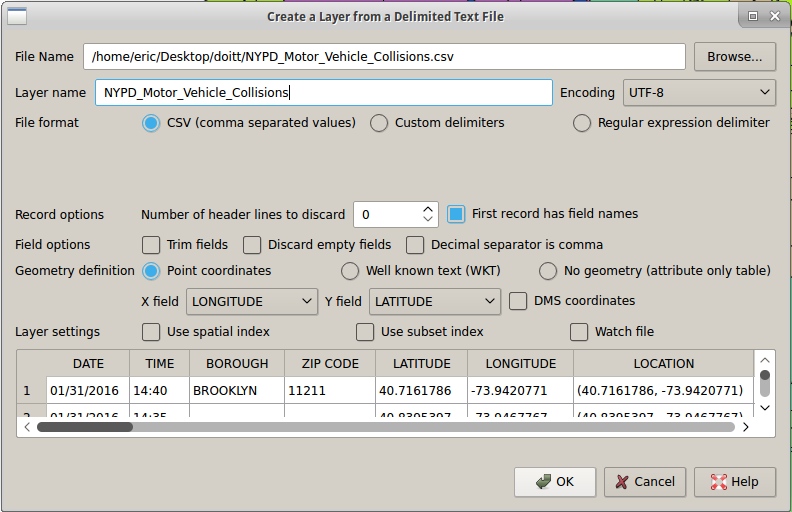 Create a Layer from a Delimited Text File
File Name /home/eric/Desktop/doitt/NYPD_Motor_Vehicle_Collisions.csv Browse...
Layer name NYPD_Motor_Vehicle_Collisions Encoding UTF-8
File format CSV (comma separated values) Custom delimiters Regular expression delimiter
Record options Number of header lines to discard 0 First record has field names
Field options Trim fields Discard empty fields Decimal separator is comma
Geometry definition Point coordinates Well known text (WKT) No geometry (attribute only table)
X field LONGITUDE Y field LATITUDE DMS coordinates
Layer settings Use spatial index Use subset index Watch file
DATE TIME BOROUGH ZIP CODE LATITUDE LONGITUDE LOCATION
1 01/31/2016 14:40 BROOKLYN 11211 40.7161786 -73.9420771 (40.7161786, -73.9420771)
2 01/31/2016 14:35 40.8395397 -73.9467767 (40.8395397, -73.9467767)
OK Cancel Help